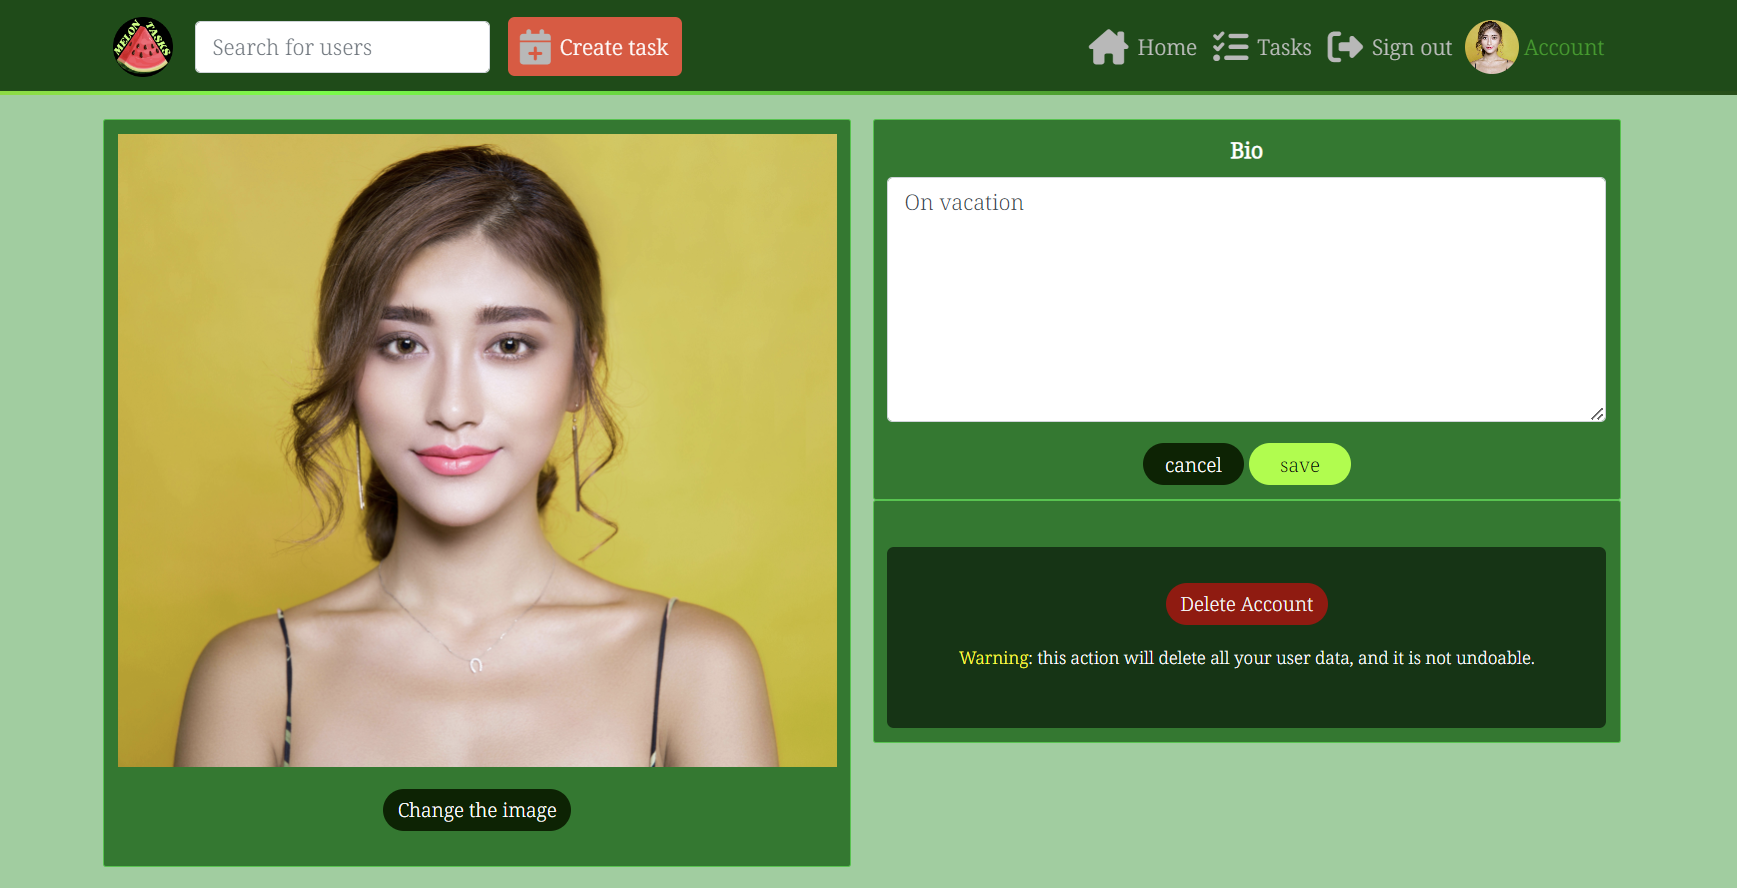 MELON TASKS
Search for users
Create task
Home
Tasks
Sign out
Account
Bio
On vacation
cancel
save
Delete Account
Warning: this action will delete all your user data, and it is not undoable.
Change the image